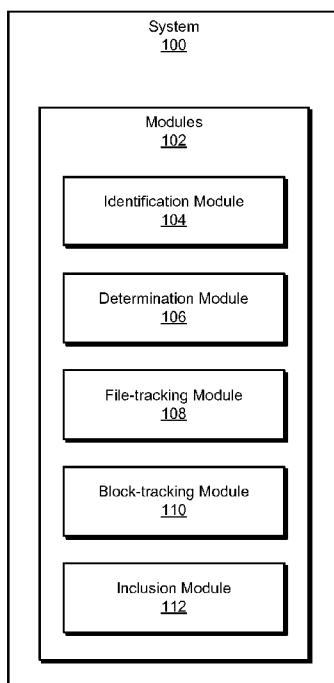 System
100
Modules
102
Identification Module
104
Determination Module
106
File-tracking Module
108
Block-tracking Module
110
Inclusion Module
112